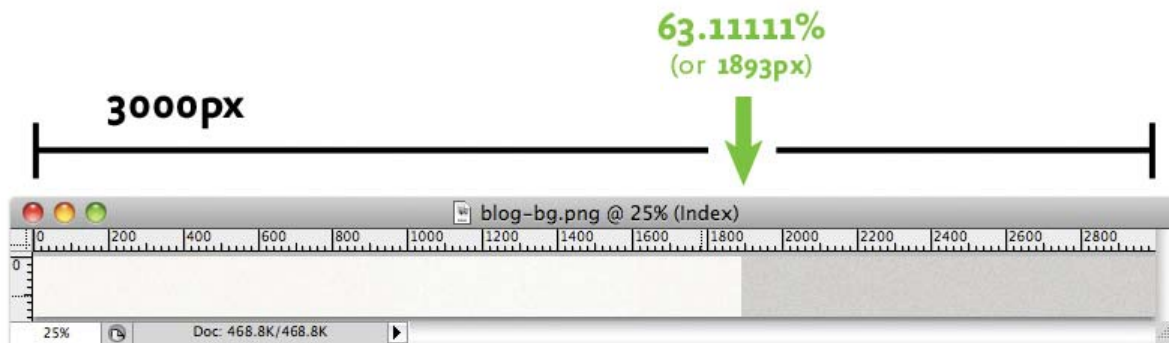 63.11111%
(or 1893px)
3000px
blog-bg.png @ 25% (Index)
0 200 400 600 800 1000 1200 1400 1600 1800 2000 2200 2400 2600 2800
0
25% Doc: 468.8K/468.8K